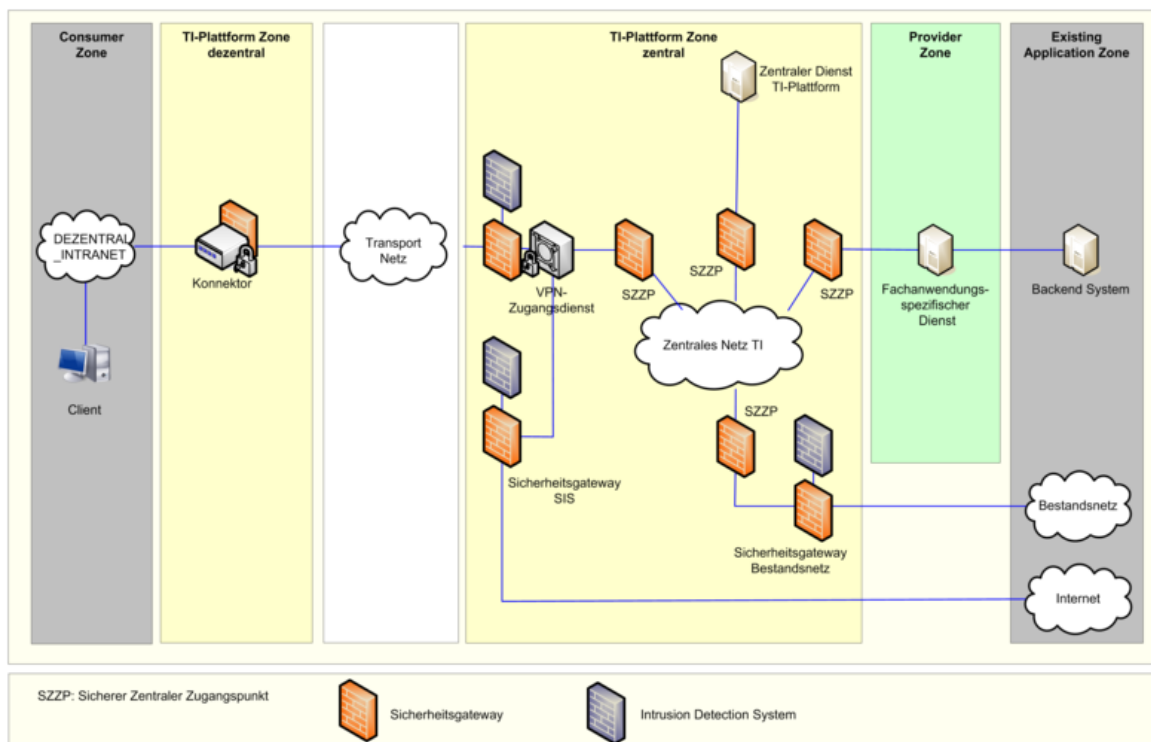 Consumer
Zone
TI-Plattform Zone
dezentral
TI-Plattform Zone
zentral
Provider
Zone
Existing
Application Zone
Zentraler Dienst
TI-Plattform
DEZENTRAL
_INTRANET
Konnektor
Transport
Netz
VPN-
Zugangsdienst
SZZP
SZZP
SZZP
Fachanwendungs-
spezifischer
Dienst
Backend System
Zentrales Netz TI
Client
SZZP
Sicherheitsgateway
SIS
Sicherheitsgateway
Bestandsnetz
Bestandsnetz
Internet
SZZP: Sicherer Zentraler Zugangspunkt
Sicherheitsgateway
Intrusion Detection System